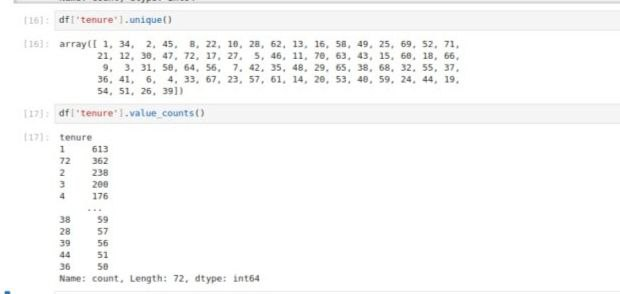 [16]: df['tenure'].unique()
[16]: array([ 1, 34, 2, 45, 8, 22, 10, 28, 62, 13, 16, 58, 49, 25, 69, 52, 71,
21, 12, 30, 47, 72, 17, 27, 5, 46, 11, 70, 63, 43, 15, 60, 18, 66,
9, 3, 31, 50, 64, 56, 7, 42, 35, 48, 29, 65, 38, 68, 32, 55, 37,
36, 41, 6, 4, 33, 67, 23, 57, 61, 14, 20, 53, 40, 59, 24, 44, 19,
54, 51, 26, 39])
[17]: df['tenure'].value_counts()
[17]: tenure
1 613
72 362
2 238
3 200
4 176
...
38 59
28 57
39 56
44 51
36 50
Name: count, Length: 72, dtype: int64